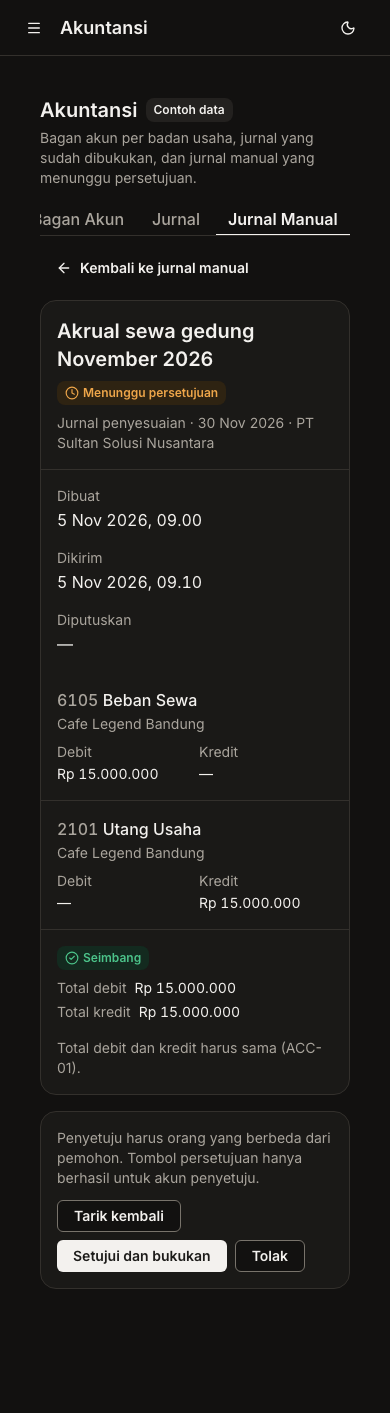 Akuntansi
Akuntansi Contoh data
Bagan akun per badan usaha, jurnal yang
sudah dibukukan, dan jurnal manual yang
menunggu persetujuan.
Bagan Akun Jurnal Jurnal Manual
Kembali ke jurnal manual
Akrual sewa gedung
November 2026
Menunggu persetujuan
Jurnal penyesuaian · 30 Nov 2026 · PT
Sultan Solusi Nusantara
Dibuat
5 Nov 2026, 09.00
Dikirim
5 Nov 2026, 09.10
Diputuskan
—
6105 Beban Sewa
Cafe Legend Bandung
Debit Kredit
Rp 15.000.000 —
2101 Utang Usaha
Cafe Legend Bandung
Debit Kredit
— Rp 15.000.000
Seimbang
Total debit Rp 15.000.000
Total kredit Rp 15.000.000
Total debit dan kredit harus sama (ACC-
01).
Penyetuju harus orang yang berbeda dari
pemohon. Tombol persetujuan hanya
berhasil untuk akun penyetuju.
Tarik kembali
Setujui dan bukukan Tolak